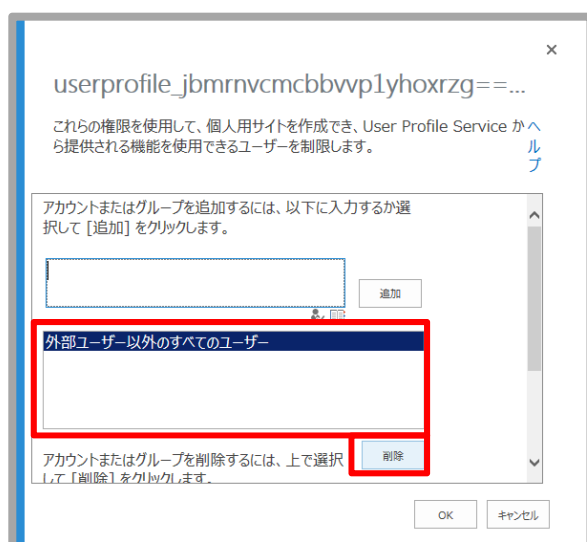 ×
userprofile_jbmrnvcmcbbvvp1yhoxrzg==...
これらの権限を使用して、個人用サイトを作成でき、User Profile Service か
ら提供される機能を使用できるユーザーを制限します。
ヘルプ
アカウントまたはグループを追加するには、以下に入力するか選
択して [追加] をクリックします。
追加
外部ユーザー以外のすべてのユーザー
削除
アカウントまたはグループを削除するには、上で選択
して [削除] をクリックします。
OK
キャンセル